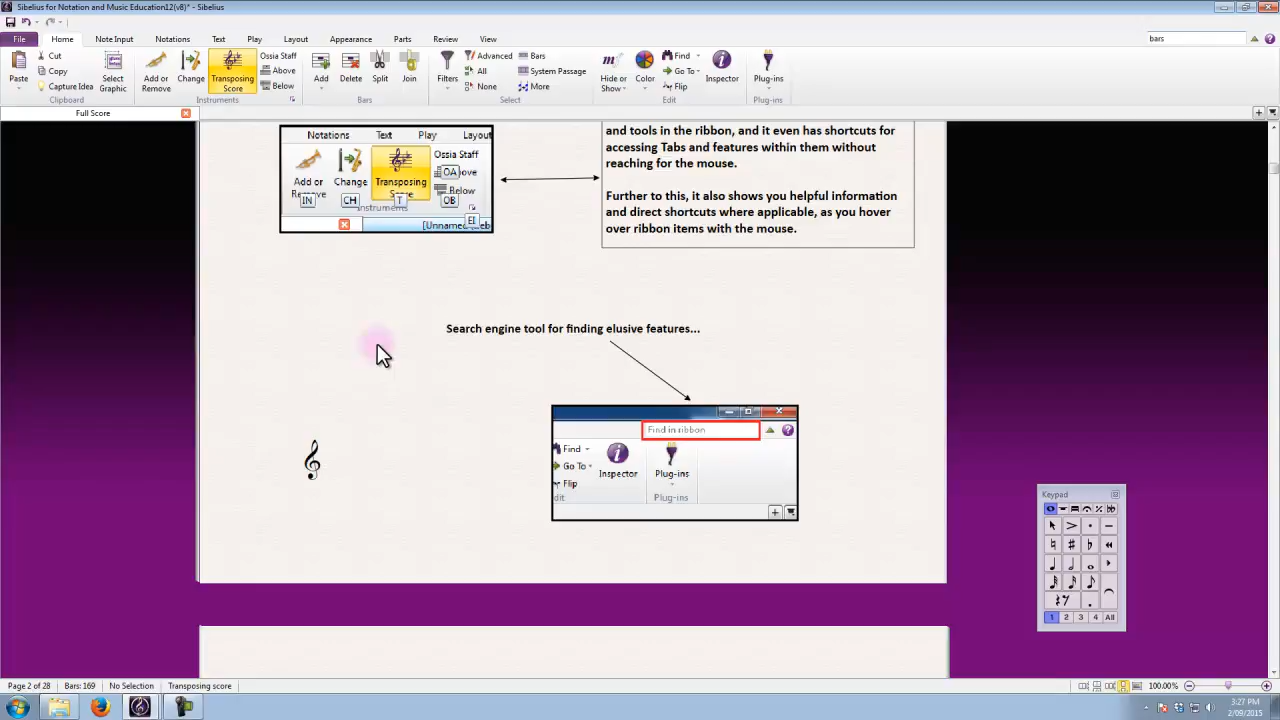 Sibelius for Notation and Music Education12(v8)* - Sibelius
File Home Note Input Notations Text Play Layout Appearance Parts Review View bars
Paste
Cut
Copy
Capture Idea
Clipboard
Select Graphic
Add or Remove
Change
Transposing Score
Ossia Staff
Above
Below
Instruments
Add
Delete
Split
Join
Bars
Filters
Advanced
All
None
Bars
System Passage
More
Select
Hide or Show
Color
Find
Go To
Flip
Inspector
Edit
Plug-ins
Plug-ins
Full Score
Notations Text Play Layout
Add or Remove
IN
Change
CH
Transposing Score
T
Ossia Staff
OA
Below
OB
EI
and tools in the ribbon, and it even has shortcuts for
accessing Tabs and features within them without
reaching for the mouse.
Further to this, it also shows you helpful information
and direct shortcuts where applicable, as you hover
over ribbon items with the mouse.
Search engine tool for finding elusive features...
Find in ribbon
Find
Go To
Flip
Inspector
Plug-ins
Plug-ins
Keypad
1 2 3 4 All
Page 2 of 28 Bars: 169 No Selection Transposing score 100.00%
3:27 PM
2/09/2015